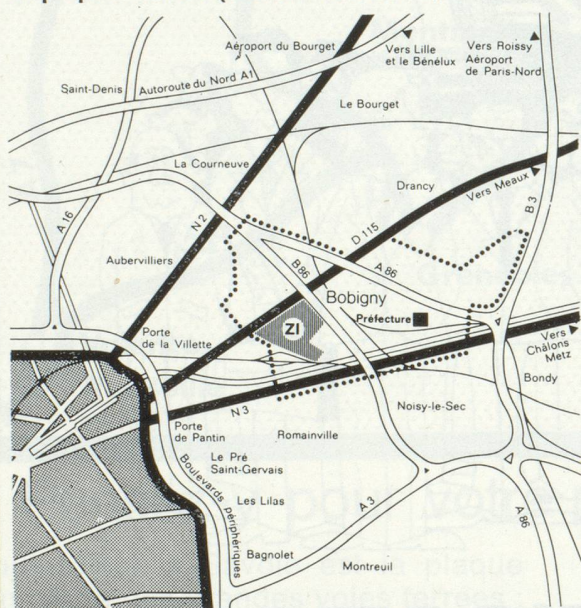 Aéroport du Bourget
Vers Lille
et le Bénélux
Vers Roissy
Aéroport
de Paris-Nord
Saint-Denis
Autoroute du Nord A1
Le Bourget
La Courneuve
Drancy
Vers Meaux
B 3
A 16
N 2
D 115
Aubervilliers
B 86
A 86
Bobigny
Préfecture
ZI
Porte
de la Villette
Vers
Châlons
Metz
Bondy
N 3
Noisy-le-Sec
Porte
de Pantin
Romainville
Le Pré
Saint-Gervais
Boulevards périphériques
Les Lilas
A 3
A 86
Bagnolet
Montreuil